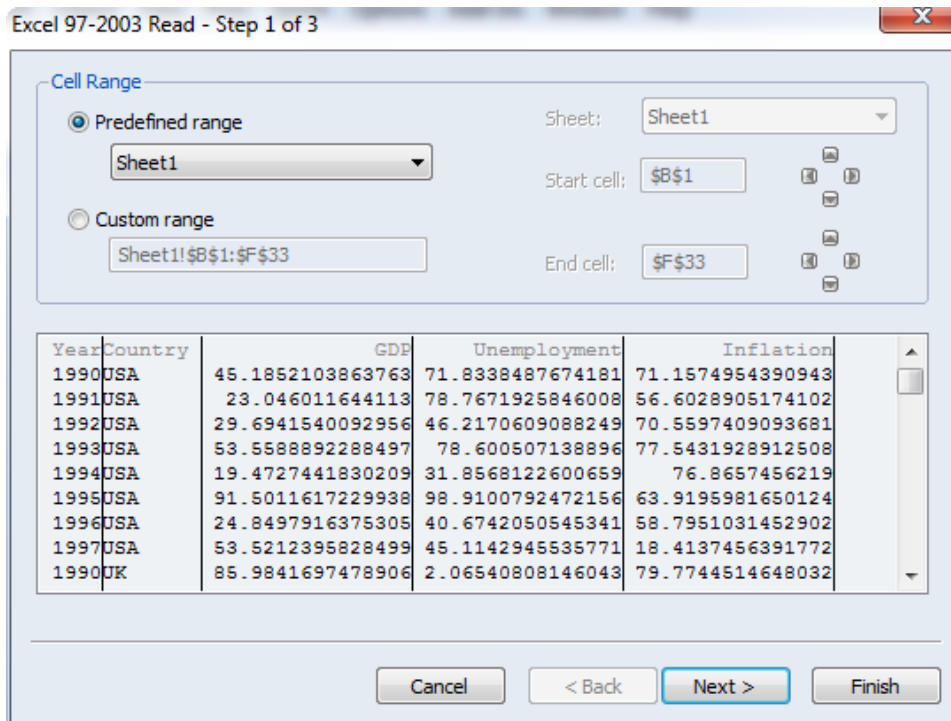 Excel 97-2003 Read - Step 1 of 3
Cell Range
Predefined range
Sheet1
Custom range
Sheet1!$B$1:$F$33
Sheet: Sheet1
Start cell: $B$1
End cell: $F$33
Year Country GDP Unemployment Inflation
1990 USA 45.1852103863763 71.8338487674181 71.1574954390943
1991 USA 23.046011644113 78.7671925846008 56.6028905174102
1992 USA 29.6941540092956 46.2170609088249 70.5597409093681
1993 USA 53.5588892288497 78.600507138896 77.5431928912508
1994 USA 19.4727441830209 31.8568122600659 76.8657456219
1995 USA 91.5011617229938 98.9100792472156 63.9195981650124
1996 USA 24.8497916375305 40.6742050545341 58.7951031452902
1997 USA 53.5212395828499 45.1142945535771 18.4137456391772
1990 UK 85.9841697478906 2.06540808146043 79.7744514648032
Cancel < Back Next > Finish